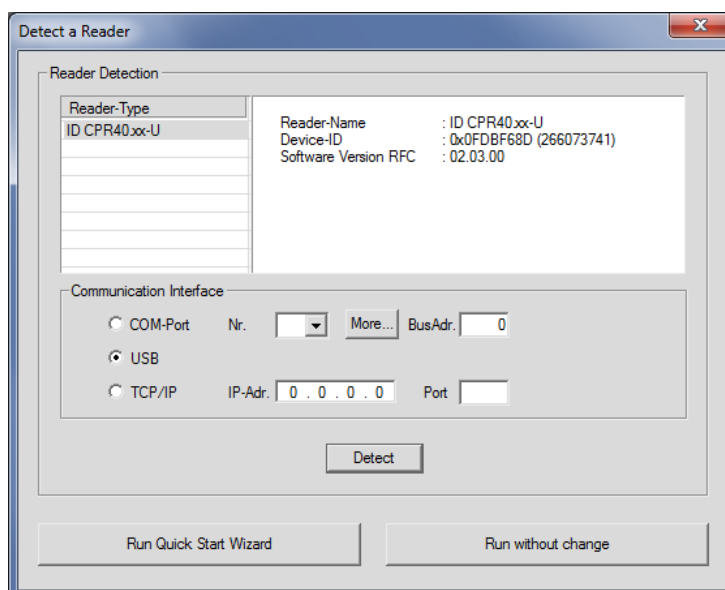 Detect a Reader
X
Reader Detection
Reader-Type
ID CPR40.xx-U
Reader-Name : ID CPR40.xx-U
Device-ID : 0x0FDBF68D (266073741)
Software Version RFC : 02.03.00
Communication Interface
COM-Port Nr. More... BusAdr. 0
USB
TCP/IP IP-Adr. 0 . 0 . 0 . 0 Port
Detect
Run Quick Start Wizard Run without change